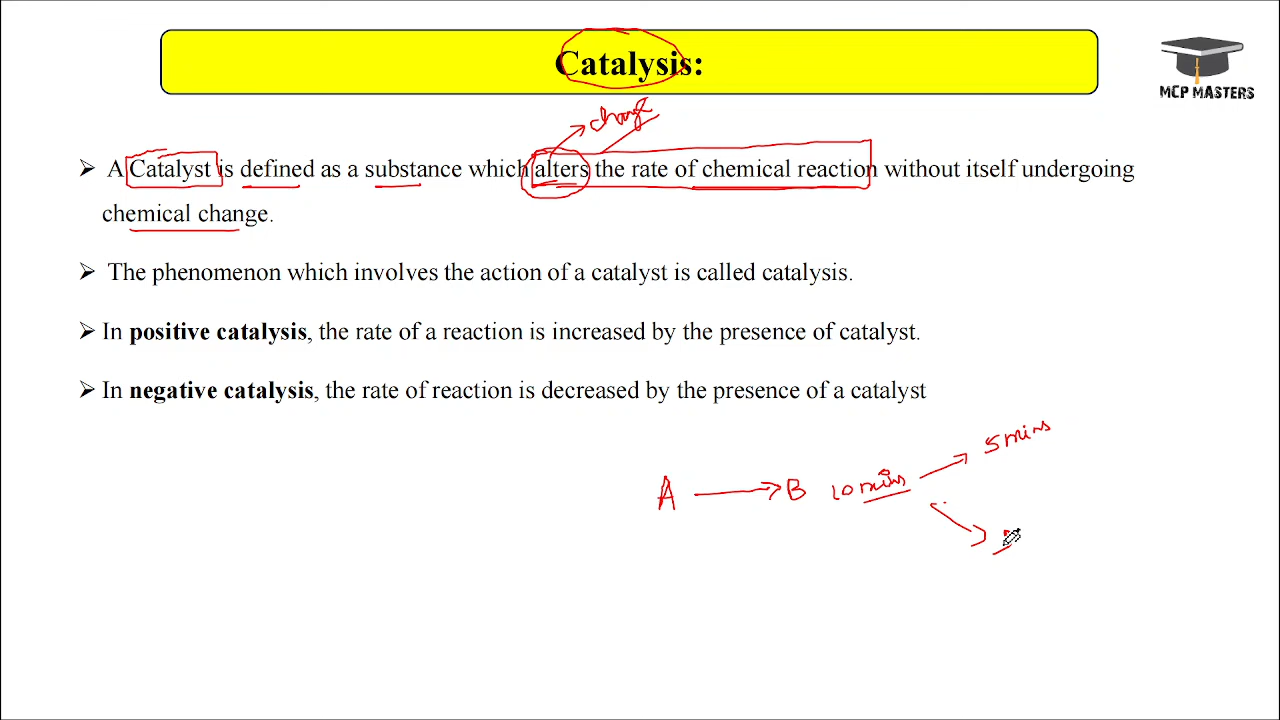 Catalysis:
MCP MASTERS
change
➢ A Catalyst is defined as a substance which alters the rate of chemical reaction without itself undergoing
chemical change.
➢ The phenomenon which involves the action of a catalyst is called catalysis.
➢ In positive catalysis, the rate of a reaction is increased by the presence of catalyst.
➢ In negative catalysis, the rate of reaction is decreased by the presence of a catalyst
5 mins
A → B 10 mins